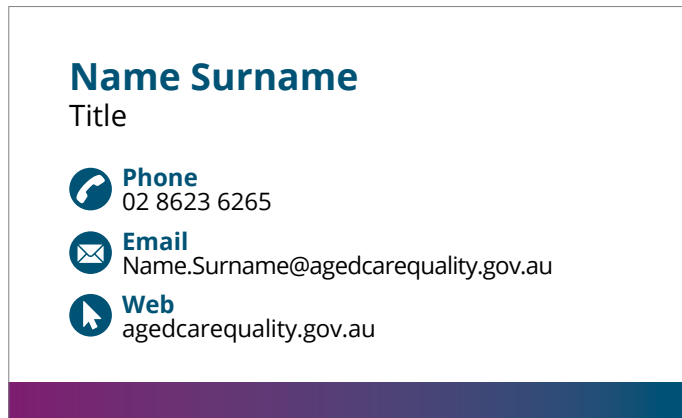 Name Surname
Title
Phone
02 8623 6265
Email
Name.Surname@agedcarequality.gov.au
Web
agedcarequality.gov.au